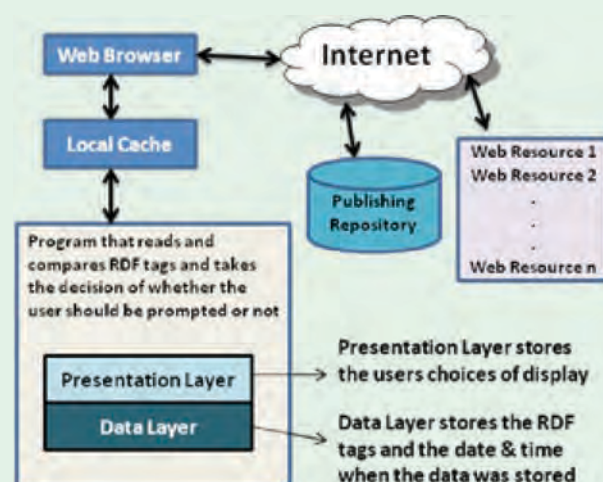 Web Browser
Internet
Local Cache
Web Resource 1
Web Resource 2
.
.
.
Web Resource n
Publishing
Repository
Program that reads and
compares RDF tags and takes
the decision of whether the
user should be prompted or not
Presentation Layer
Data Layer
Presentation Layer stores
the users choices of display
Data Layer stores the RDF
tags and the date & time
when the data was stored